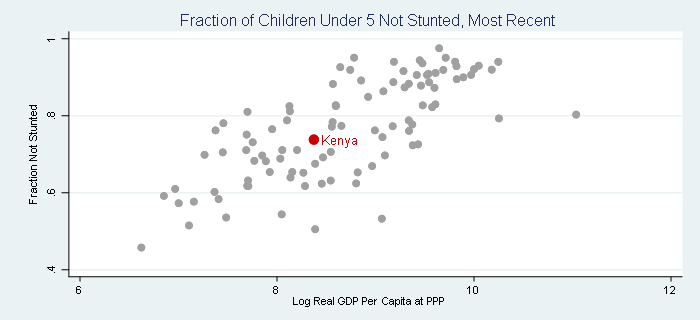 Fraction of Children Under 5 Not Stunted, Most Recent
Fraction Not Stunted
1
.8
.6
.4
Kenya
6
8
10
12
Log Real GDP Per Capita at PPP